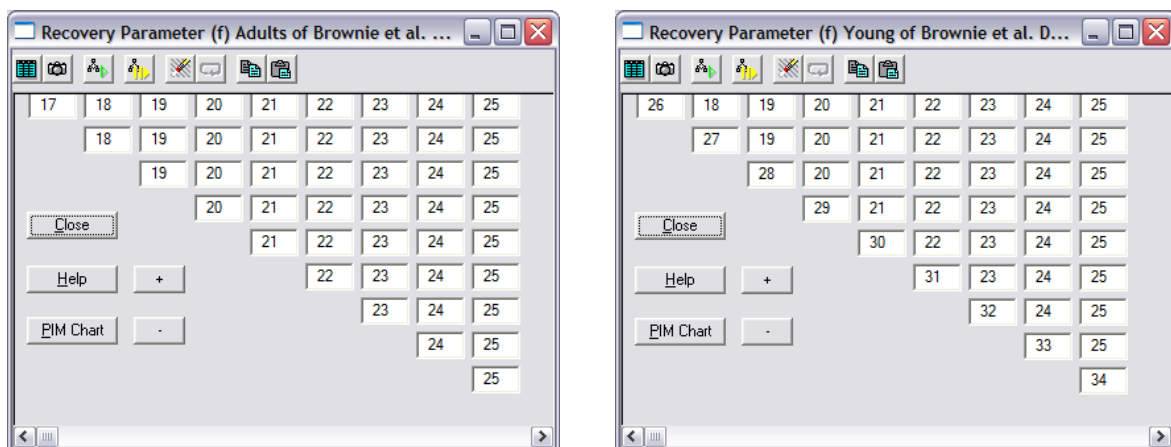 Recovery Parameter (f) Adults of Brownie et al. ...
17 18 19 20 21 22 23 24 25
18 19 20 21 22 23 24 25
19 20 21 22 23 24 25
20 21 22 23 24 25
Close
21 22 23 24 25
Help + 22 23 24 25
23 24 25
PIM Chart -
24 25
25
Recovery Parameter (f) Young of Brownie et al. D...
26 18 19 20 21 22 23 24 25
27 19 20 21 22 23 24 25
28 20 21 22 23 24 25
29 21 22 23 24 25
Close
30 22 23 24 25
Help + 31 23 24 25
32 24 25
PIM Chart -
33 25
34